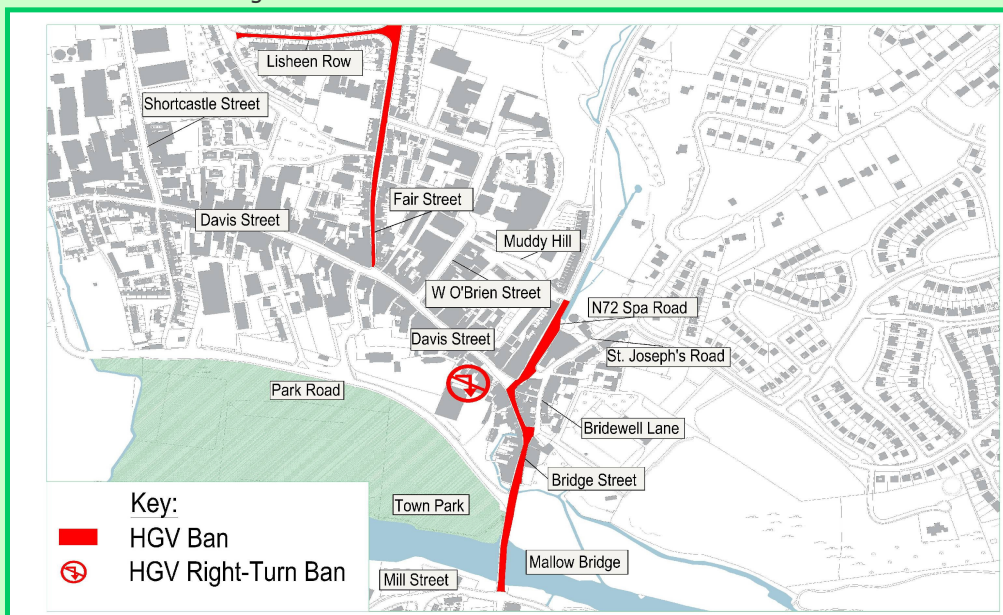 Lisheen Row
Shortcastle Street
Fair Street
Davis Street
Muddy Hill
W O'Brien Street
N72 Spa Road
Davis Street
St. Joseph's Road
Park Road
Bridewell Lane
Bridge Street
Town Park
Key:
HGV Ban
Mallow Bridge
HGV Right-Turn Ban
Mill Street